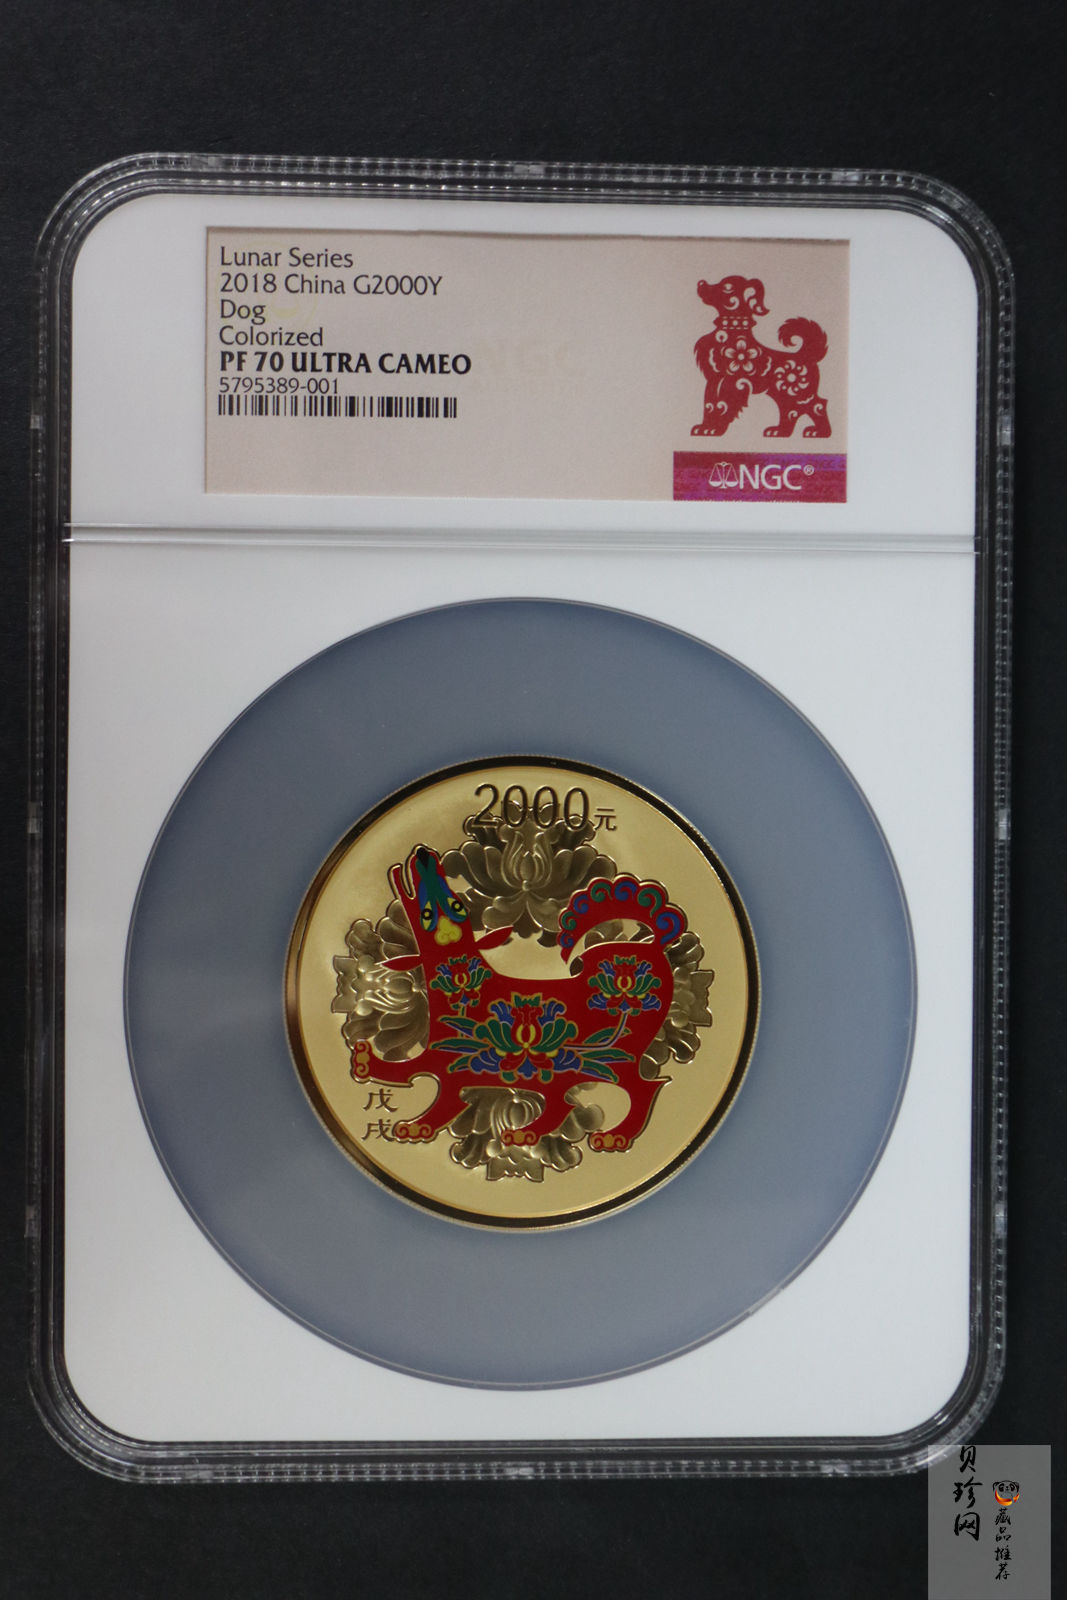 Lunar Series
2018 China G2000Y
Dog
Colorized
PF 70 ULTRA CAMEO
5795389-001
NGC®
2000元
戊
戌
贝珍网
藏品推荐